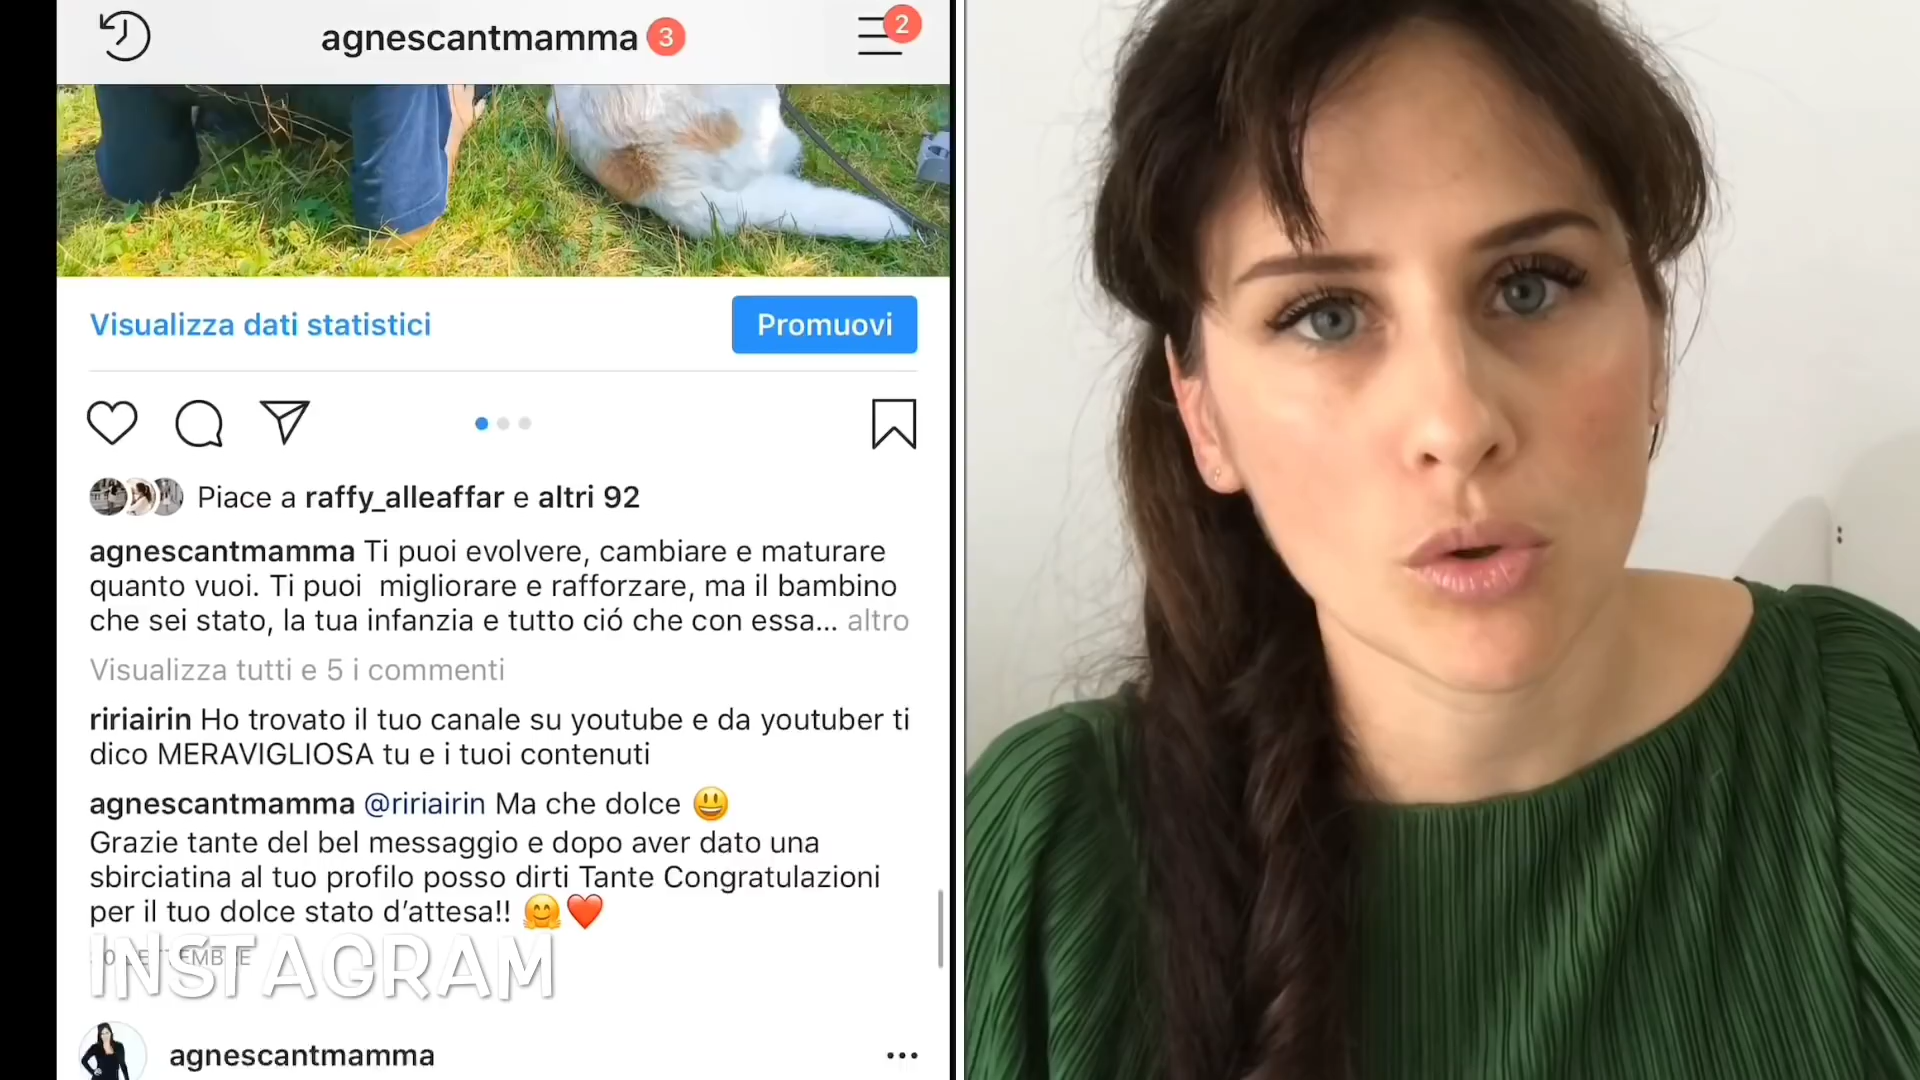 agnescantmamma 3
2
Visualizza dati statistici
Promuovi
Piace a raffy_alleaffar e altri 92
agnescantmamma Ti puoi evolvere, cambiare e maturare
quanto vuoi. Ti puoi migliorare e rafforzare, ma il bambino
che sei stato, la tua infanzia e tutto ció che con essa... altro
Visualizza tutti e 5 i commenti
ririairin Ho trovato il tuo canale su youtube e da youtuber ti
dico MERAVIGLIOSA tu e i tuoi contenuti
agnescantmamma @ririairin Ma che dolce 😃
Grazie tante del bel messaggio e dopo aver dato una
sbirciatina al tuo profilo posso dirti Tante Congratulazioni
per il tuo dolce stato d’attesa!! 🤗❤️
INSTAGRAM
agnescantmamma